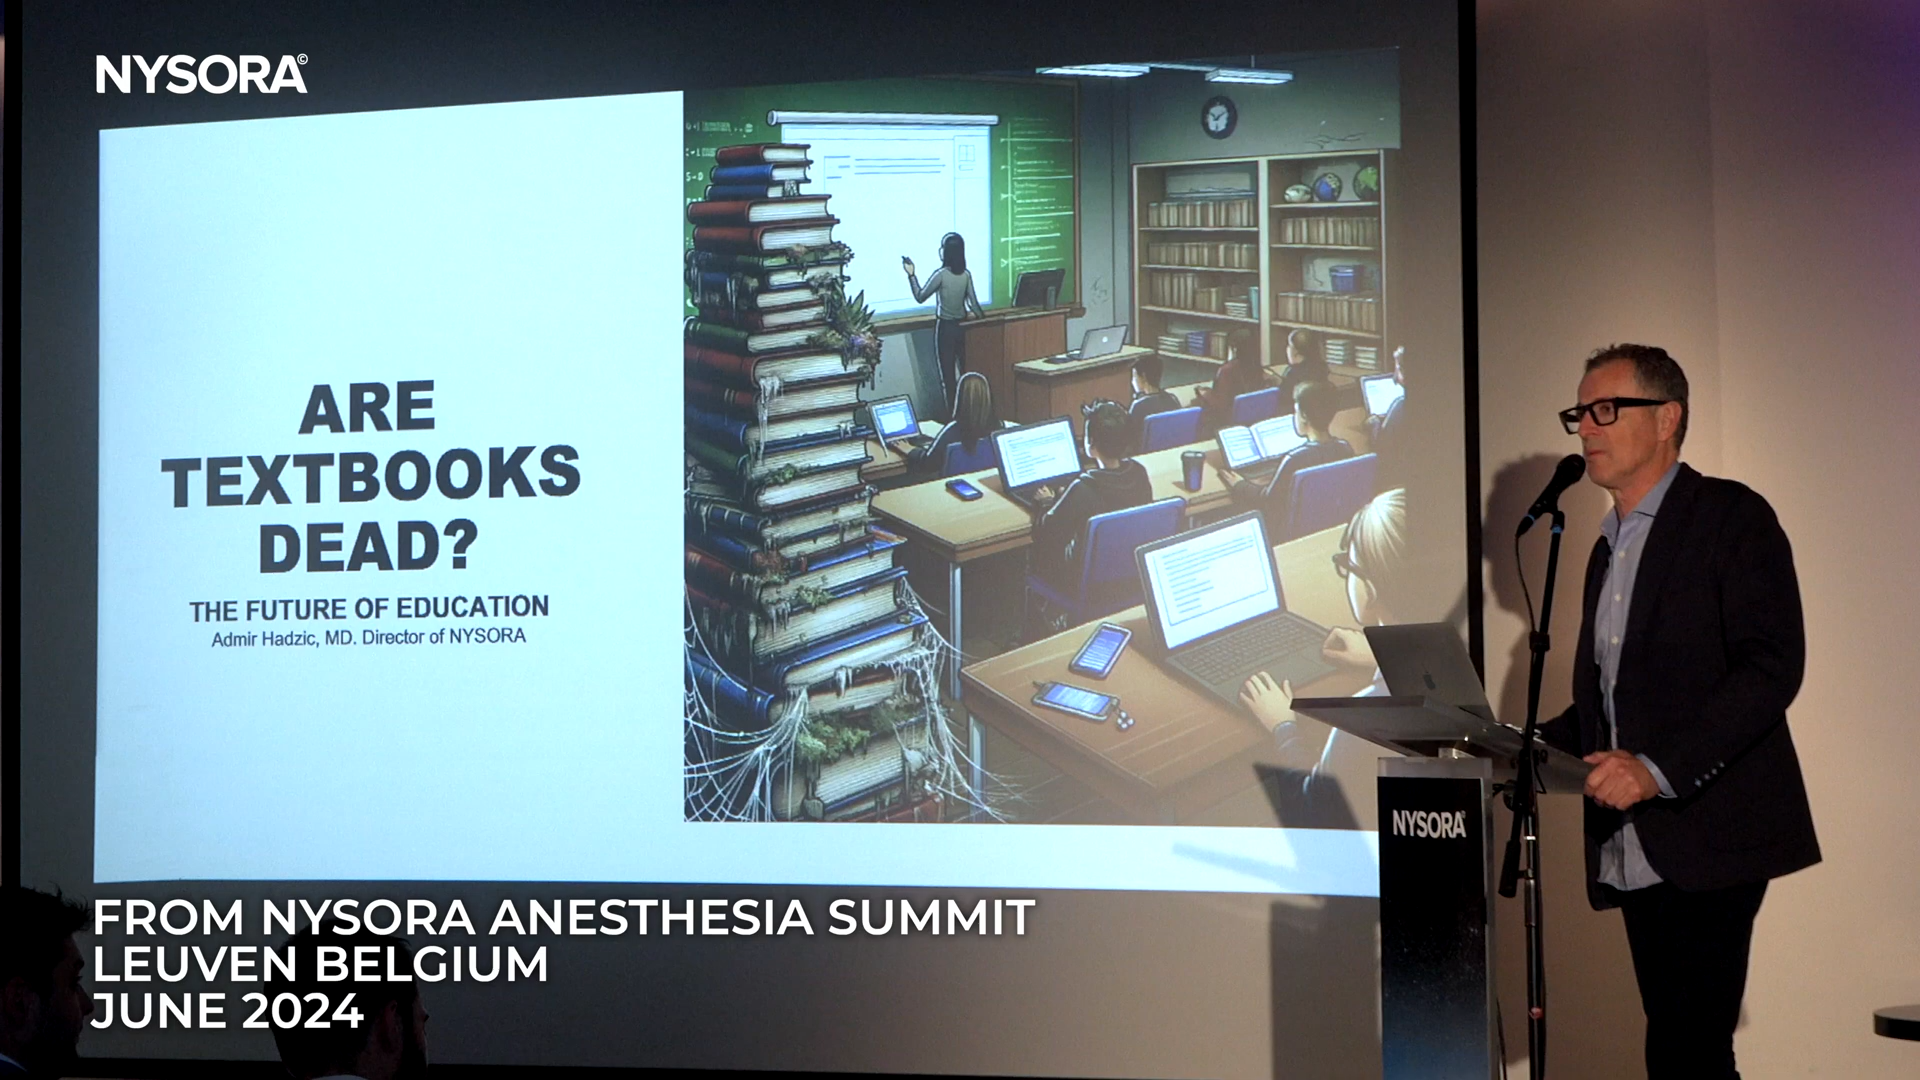 NYSORA©
ARE
TEXTBOOKS
DEAD?
THE FUTURE OF EDUCATION
Admir Hadzic, MD. Director of NYSORA
NYSORA
FROM NYSORA ANESTHESIA SUMMIT
LEUVEN BELGIUM
JUNE 2024